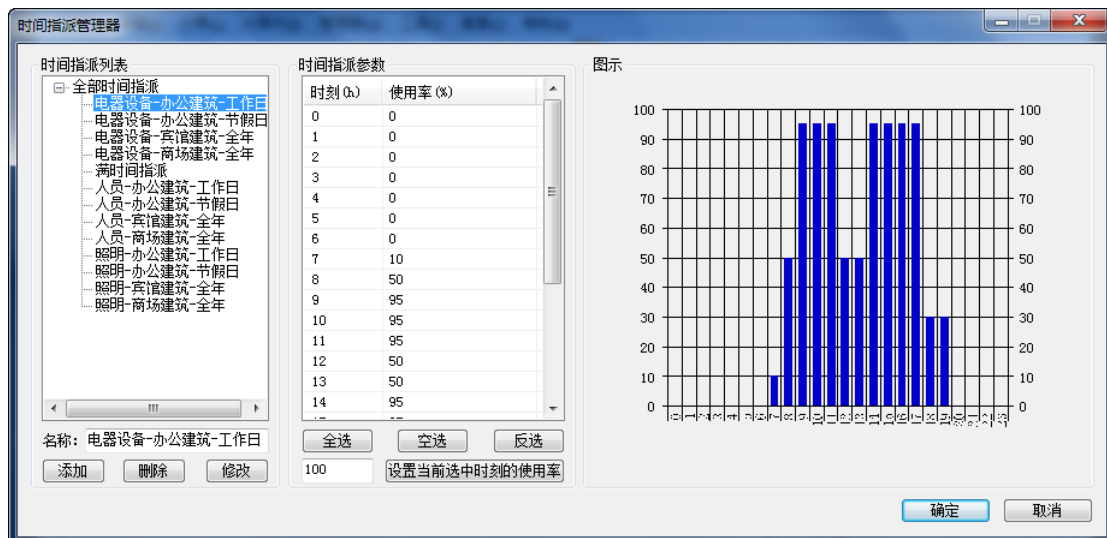 时间指派管理器
时间指派列表
全部时间指派
电器设备-办公建筑-工作日
电器设备-办公建筑-节假日
电器设备-宾馆建筑-全年
电器设备-商场建筑-全年
满时间指派
人员-办公建筑-工作日
人员-办公建筑-节假日
人员-宾馆建筑-全年
人员-商场建筑-全年
照明-办公建筑-工作日
照明-办公建筑-节假日
照明-宾馆建筑-全年
照明-商场建筑-全年
名称: 电器设备-办公建筑-工作日
添加 删除 修改
时间指派参数
时刻(h) 使用率(%)
0 0
1 0
2 0
3 0
4 0
5 0
6 0
7 10
8 50
9 95
10 95
11 95
12 50
13 50
14 95
全选 空选 反选
100 设置当前选中时刻的使用率
图示
100 100
90 90
80 80
70 70
60 60
50 50
40 40
30 30
20 20
10 10
0 0
确定 取消